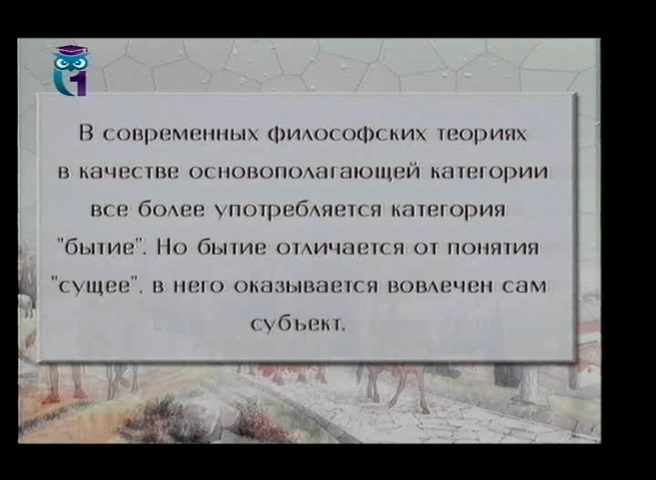 1
В современных философских теориях
в качестве основополагающей категории
все более употребляется категория
"бытие". Но бытие отличается от понятия
"сущее", в него оказывается вовлечен сам
субъект.